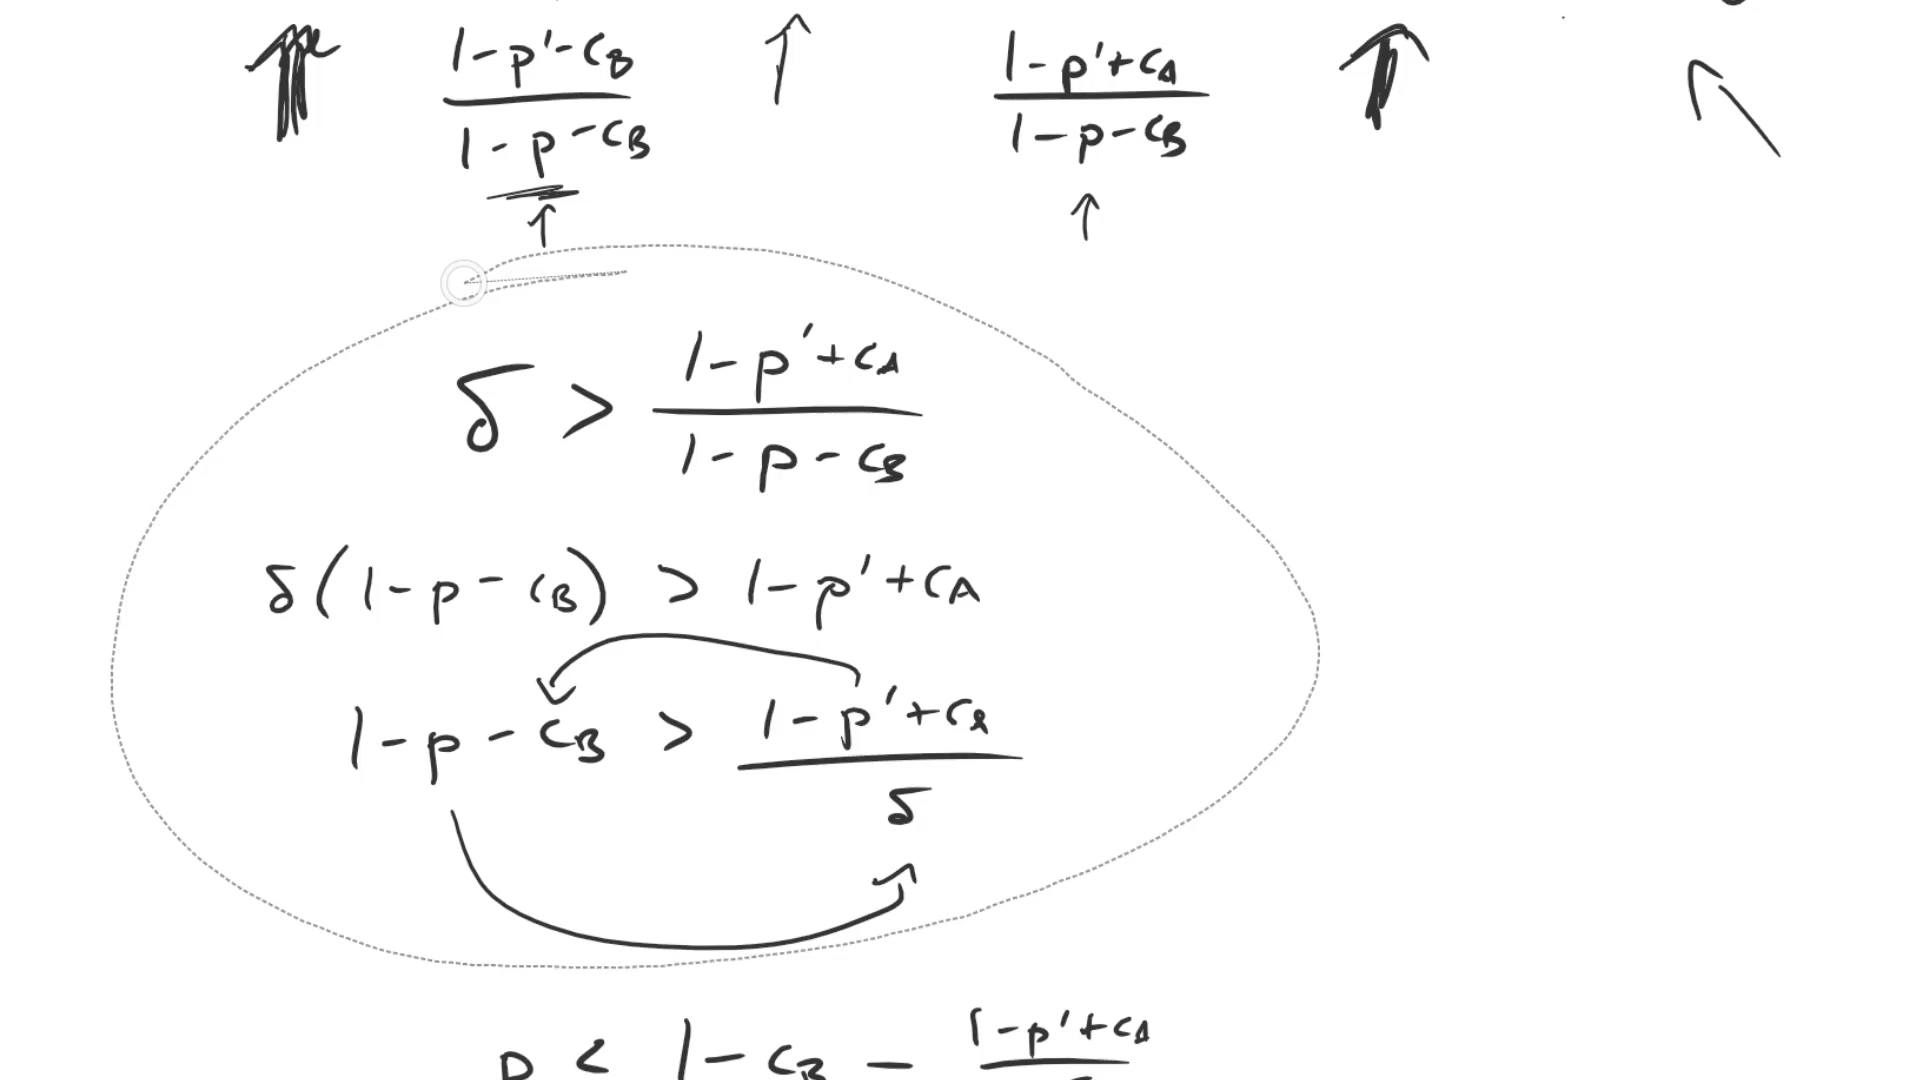 (1-p'-c_B)/(1-p-c_B) ↑ (1-p'+c_A)/(1-p-c_B)
δ > (1-p'+c_A)/(1-p-c_B)
δ(1-p-c_B) > 1-p'+c_A
1-p-c_B > (1-p'+c_A)/δ
p < 1-c_B - (1-p'+c_A)/